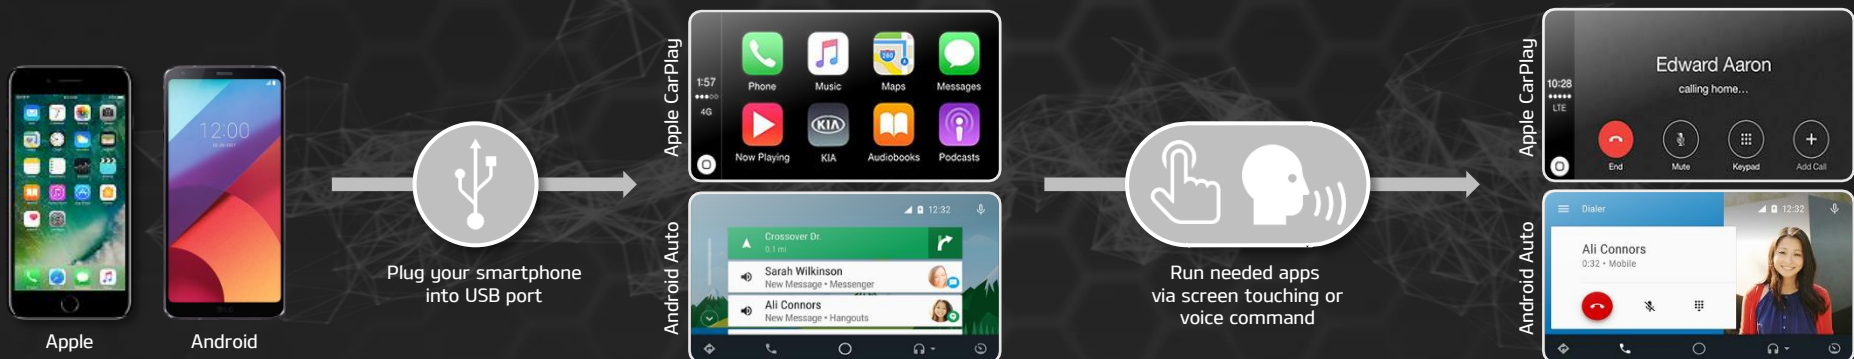 12:00
Apple
Android
Plug your smartphone
into USB port
Apple CarPlay
1:57
4G
Phone
Music
Maps
Messages
280
KIA
Now Playing
KIA
Audiobooks
Podcasts
Android Auto
12:32
Crossover Dr.
0.1 mi
Sarah Wilkinson
New Message • Messenger
Ali Connors
New Message • Hangouts
Run needed apps
via screen touching or
voice command
Apple CarPlay
10:28
LTE
Edward Aaron
calling home...
End
Mute
Keypad
Add Call
Android Auto
Dialer
12:32
Ali Connors
0:32 • Mobile